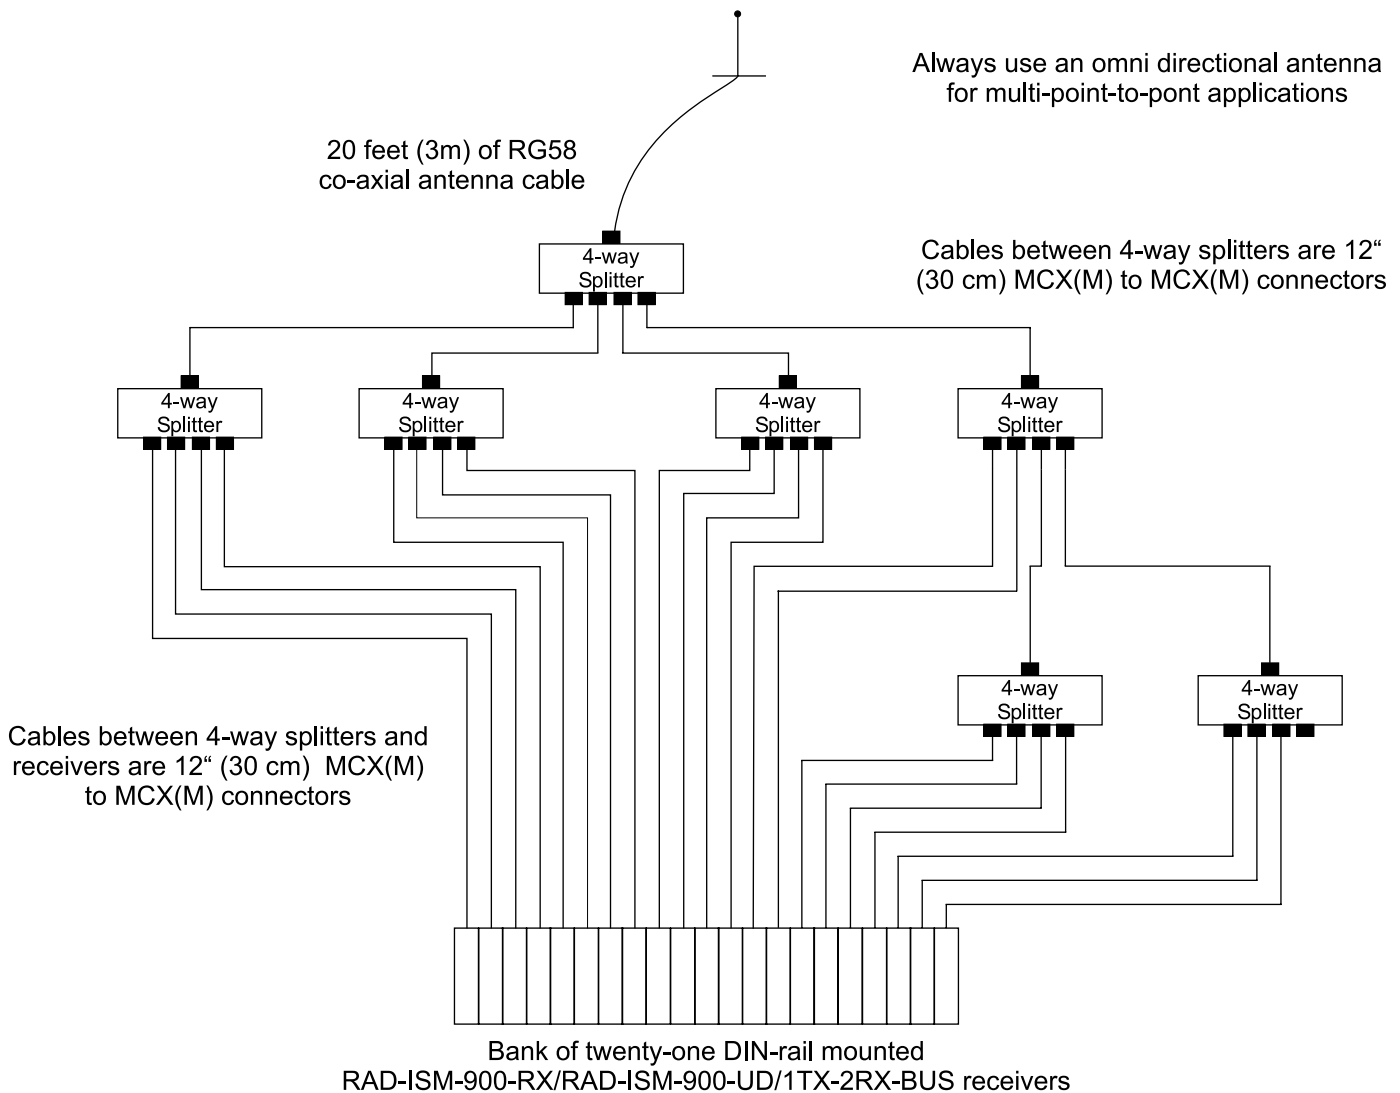 Always use an omni directional antenna
for multi-point-to-pont applications
20 feet (3m) of RG58
co-axial antenna cable
4-way
Splitter
Cables between 4-way splitters are 12“
(30 cm) MCX(M) to MCX(M) connectors
4-way
Splitter
4-way
Splitter
4-way
Splitter
4-way
Splitter
4-way
Splitter
4-way
Splitter
Cables between 4-way splitters and
receivers are 12“ (30 cm) MCX(M)
to MCX(M) connectors
Bank of twenty-one DIN-rail mounted
RAD-ISM-900-RX/RAD-ISM-900-UD/1TX-2RX-BUS receivers